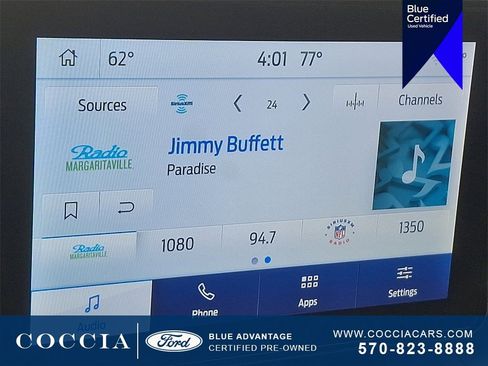 Blue
Certified
Used Vehicle
62°
4:01 77°
Sources
SiriusXM
24
Channels
Jimmy Buffett
Paradise
Radio
MARGARITAVILLE
Radio
MARGARITAVILLE
1080
94.7
SIRIUSXM
NFL
RADIO
1350
Audio
Phone
Apps
Settings
COCCIA
Ford
BLUE ADVANTAGE
CERTIFIED PRE-OWNED
WWW.COCCIACARS.COM
570-823-8888